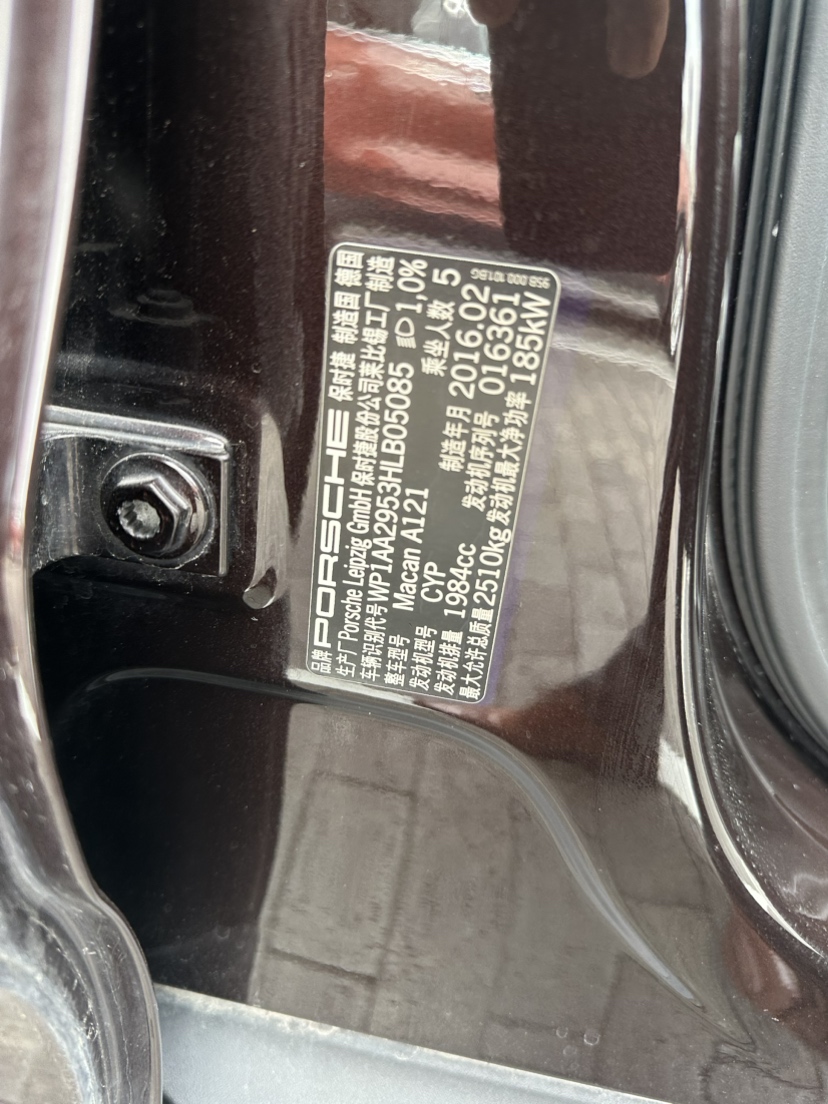 品牌 PORSCHE 保时捷 制造国 德国
生产厂 Porsche Leipzig GmbH 保时捷股份公司莱比锡工厂制造
车辆识别代号 WP1AA2953HLB05085 1,0%
整车型号 Macan A121 乘坐人数 5
发动机型号 CYP 制造年月 2016.02
发动机排量 1984cc 发动机序列号 016361
最大允许总质量 2510kg 发动机最大净功率 185kW
95B 000 101BG